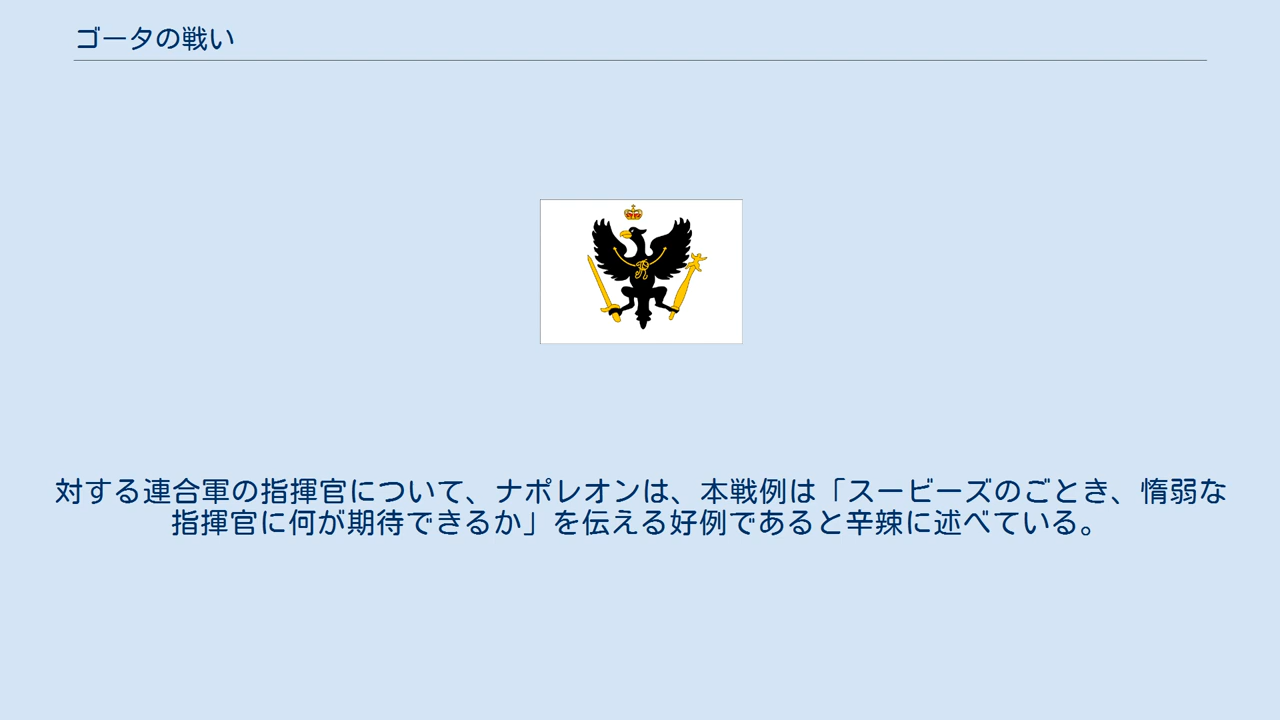 ゴータの戦い
対する連合軍の指揮官について、ナポレオンは、本戦例は「スービーズのごとき、惰弱な
指揮官に何が期待できるか」を伝える好例であると辛辣に述べている。